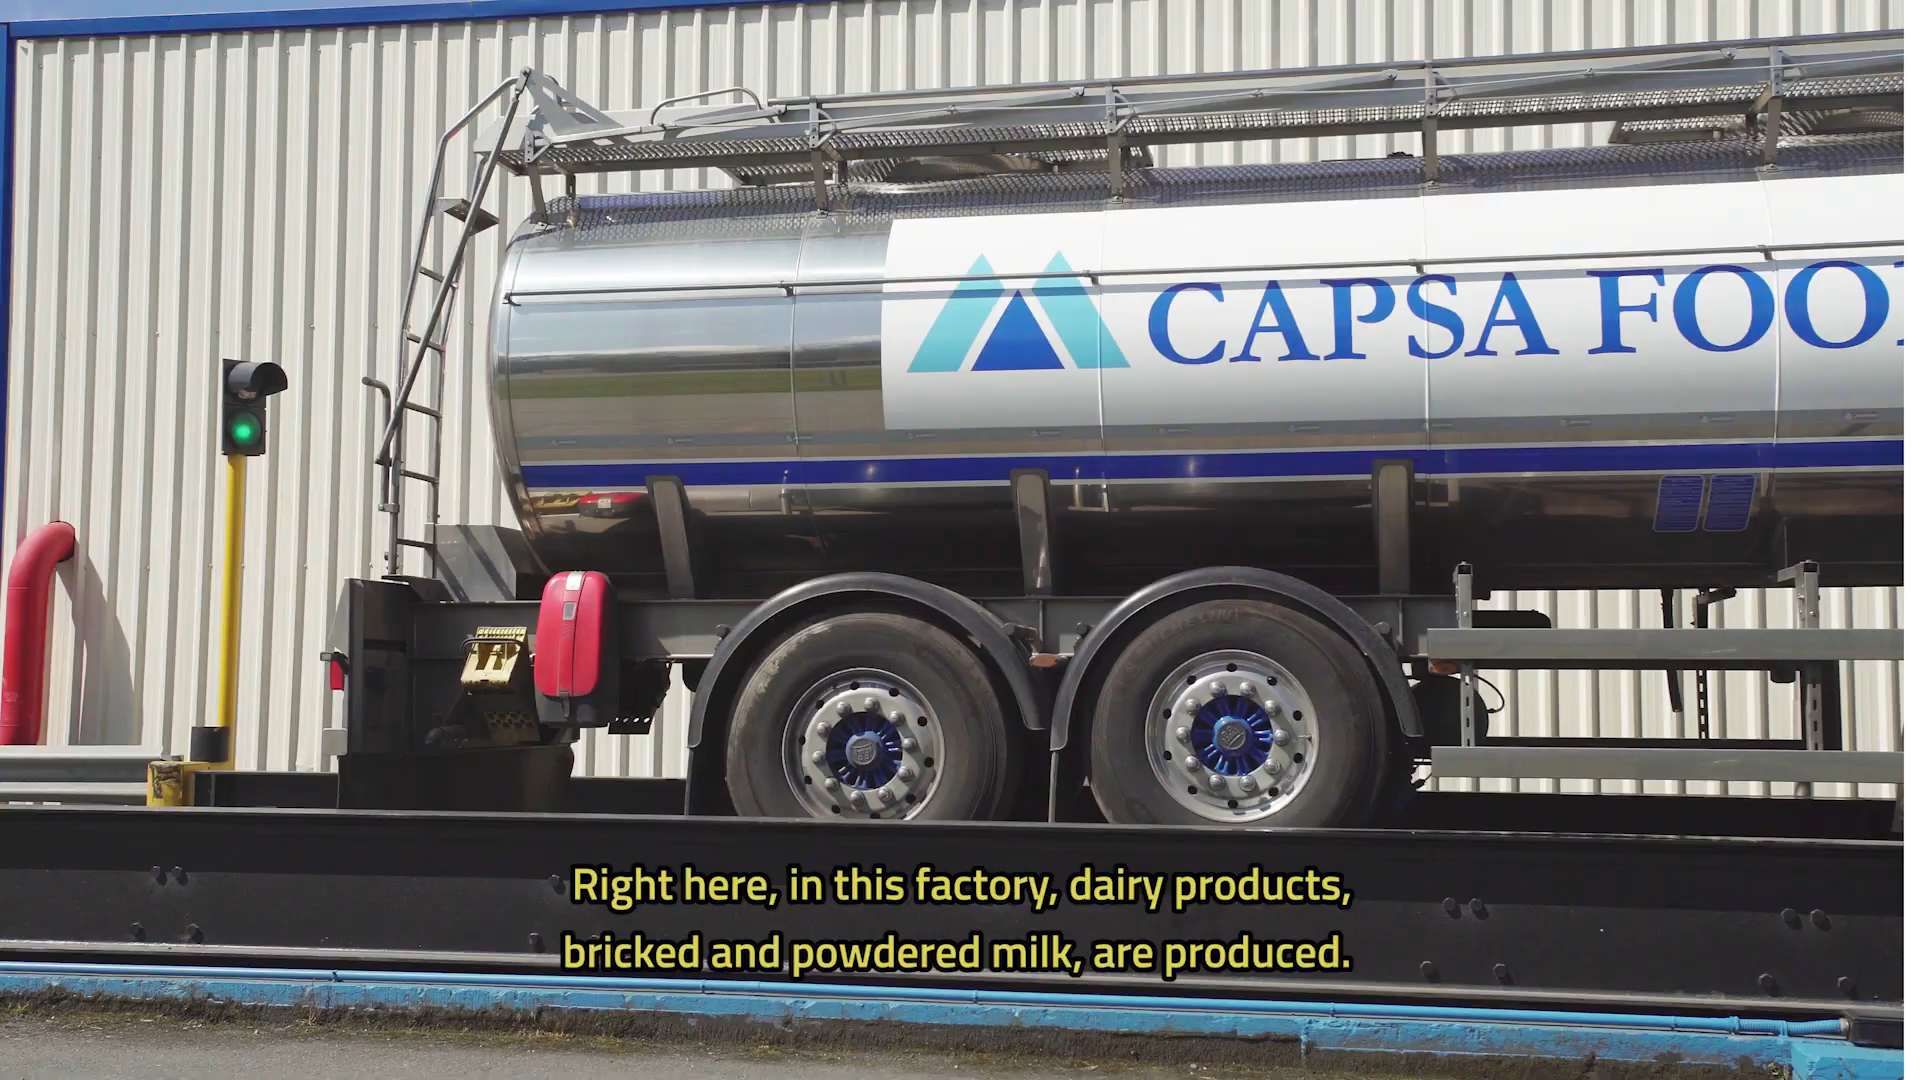 CAPSA FOO
Right here, in this factory, dairy products,
bricked and powdered milk, are produced.